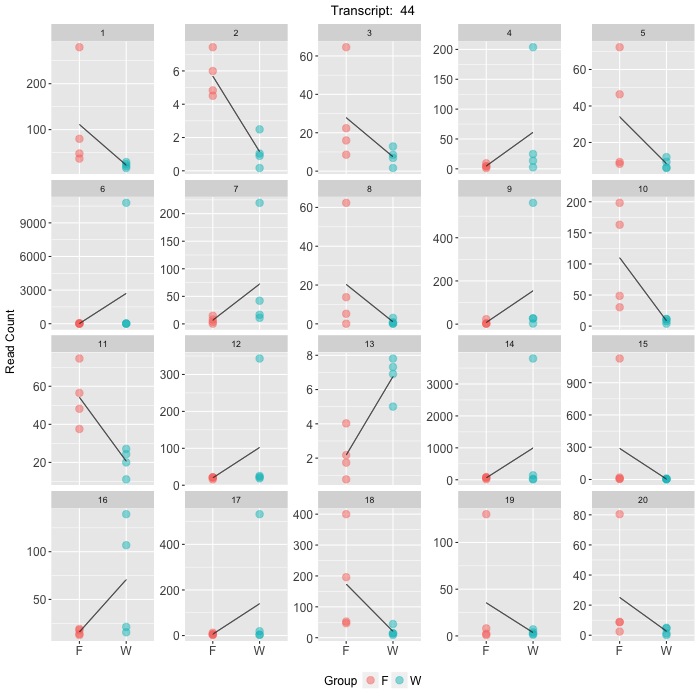 Transcript: 44
1 2 3 4 5
200 100
6 4 2 0
60 40 20 0
200 150 100 50 0
60 40 20
6 7 8 9 10
9000 6000 3000 0
200 150 100 50 0
60 40 20 0
400 200 0
200 150 100 50 0
Read Count
11 12 13 14 15
60 40 20
300 200 100 0
8 6 4 2
3000 2000 1000 0
900 600 300 0
16 17 18 19 20
100 50
400 200 0
400 300 200 100 0
100 50 0
80 60 40 20 0
F W F W F W F W F W
Group F W